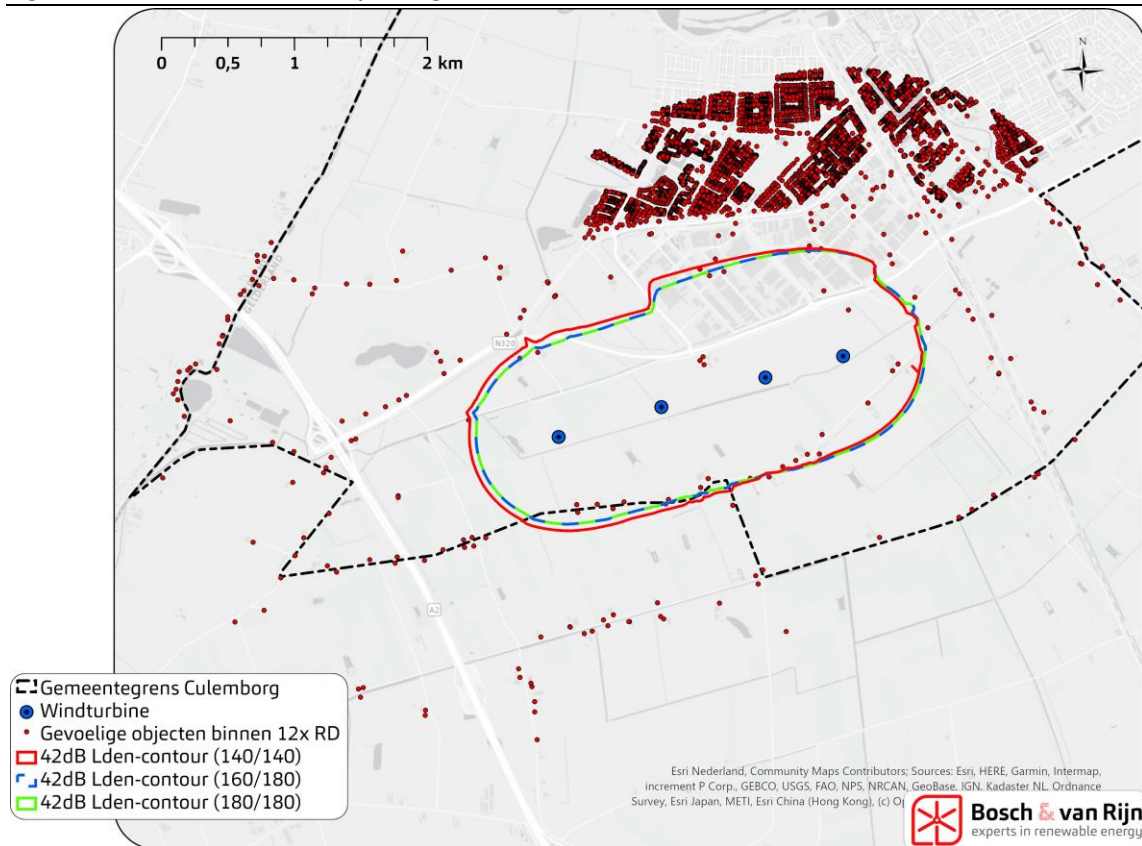 N
0 0,5 1 2 km
GELDERLAND
N320
A2
Gemeentegrens Culemborg
Windturbine
Gevoelige objecten binnen 12x RD
42dB Lden-contour (140/140)
42dB Lden-contour (160/180)
42dB Lden-contour (180/180)
Esri Nederland, Community Maps Contributors; Sources: Esri, HERE, Garmin, Intermap,
increment P Corp., GEBCO, USGS, FAO, NPS, NRCAN, GeoBase, IGN, Kadaster NL, Ordnance
Survey, Esri Japan, METI, Esri China (Hong Kong), (c) Op
Bosch & van Rijn
experts in renewable energy